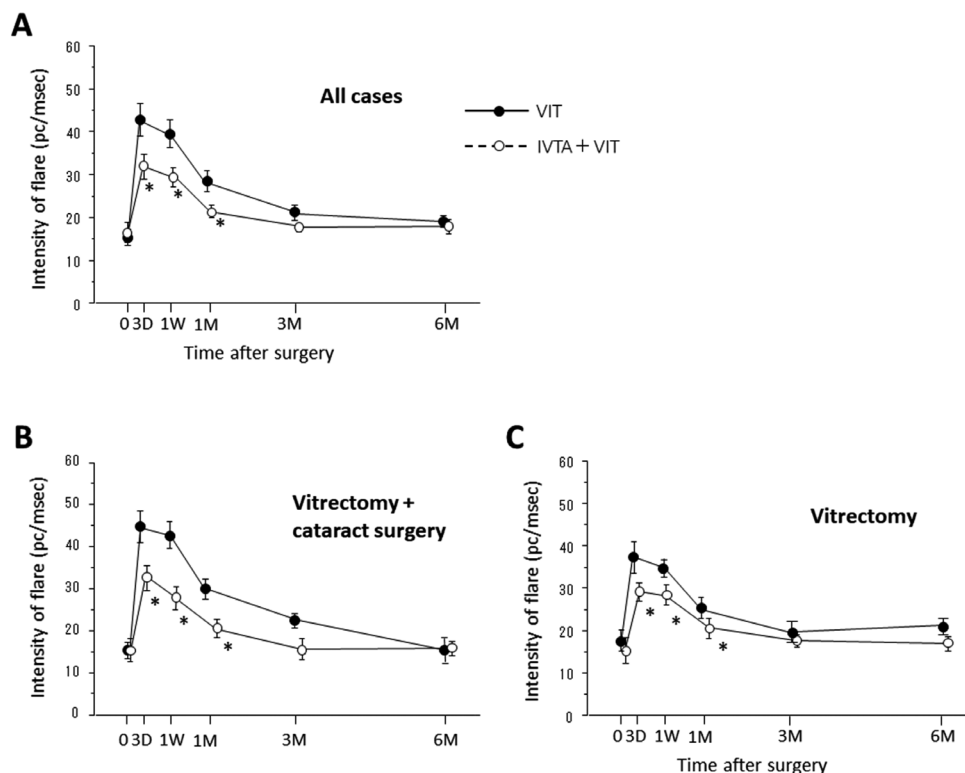 A
60
50
40
30
20
10
0
Intensity of flare (pc/msec)
All cases
VIT
IVTA + VIT
*
*
*
0 3D 1W 1M 3M 6M
Time after surgery
B
60
50
40
30
20
10
0
Intensity of flare (pc/msec)
Vitrectomy +
cataract surgery
*
*
*
0 3D 1W 1M 3M 6M
C
60
50
40
30
20
10
0
Intensity of flare (pc/msec)
Vitrectomy
*
*
*
0 3D 1W 1M 3M 6M
Time after surgery